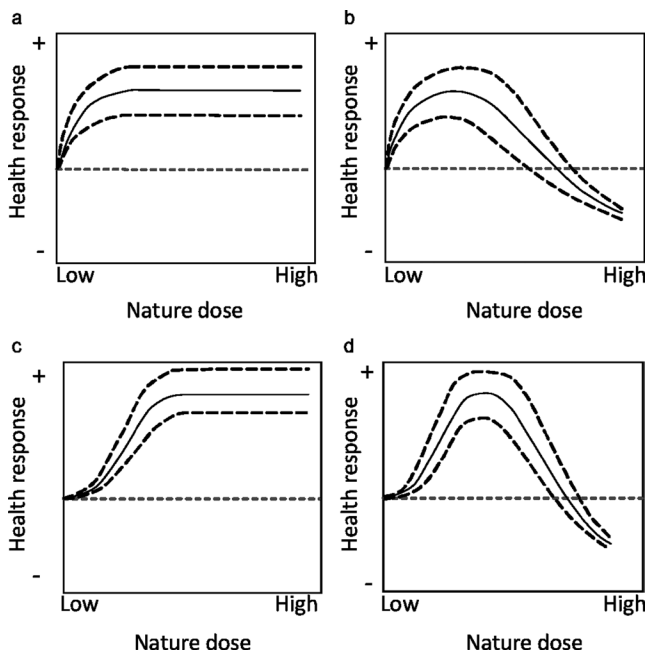 a
+
Health response
-
Low High
Nature dose
b
+
Health response
-
Low High
Nature dose
c
+
Health response
-
Low High
Nature dose
d
+
Health response
-
Low High
Nature dose